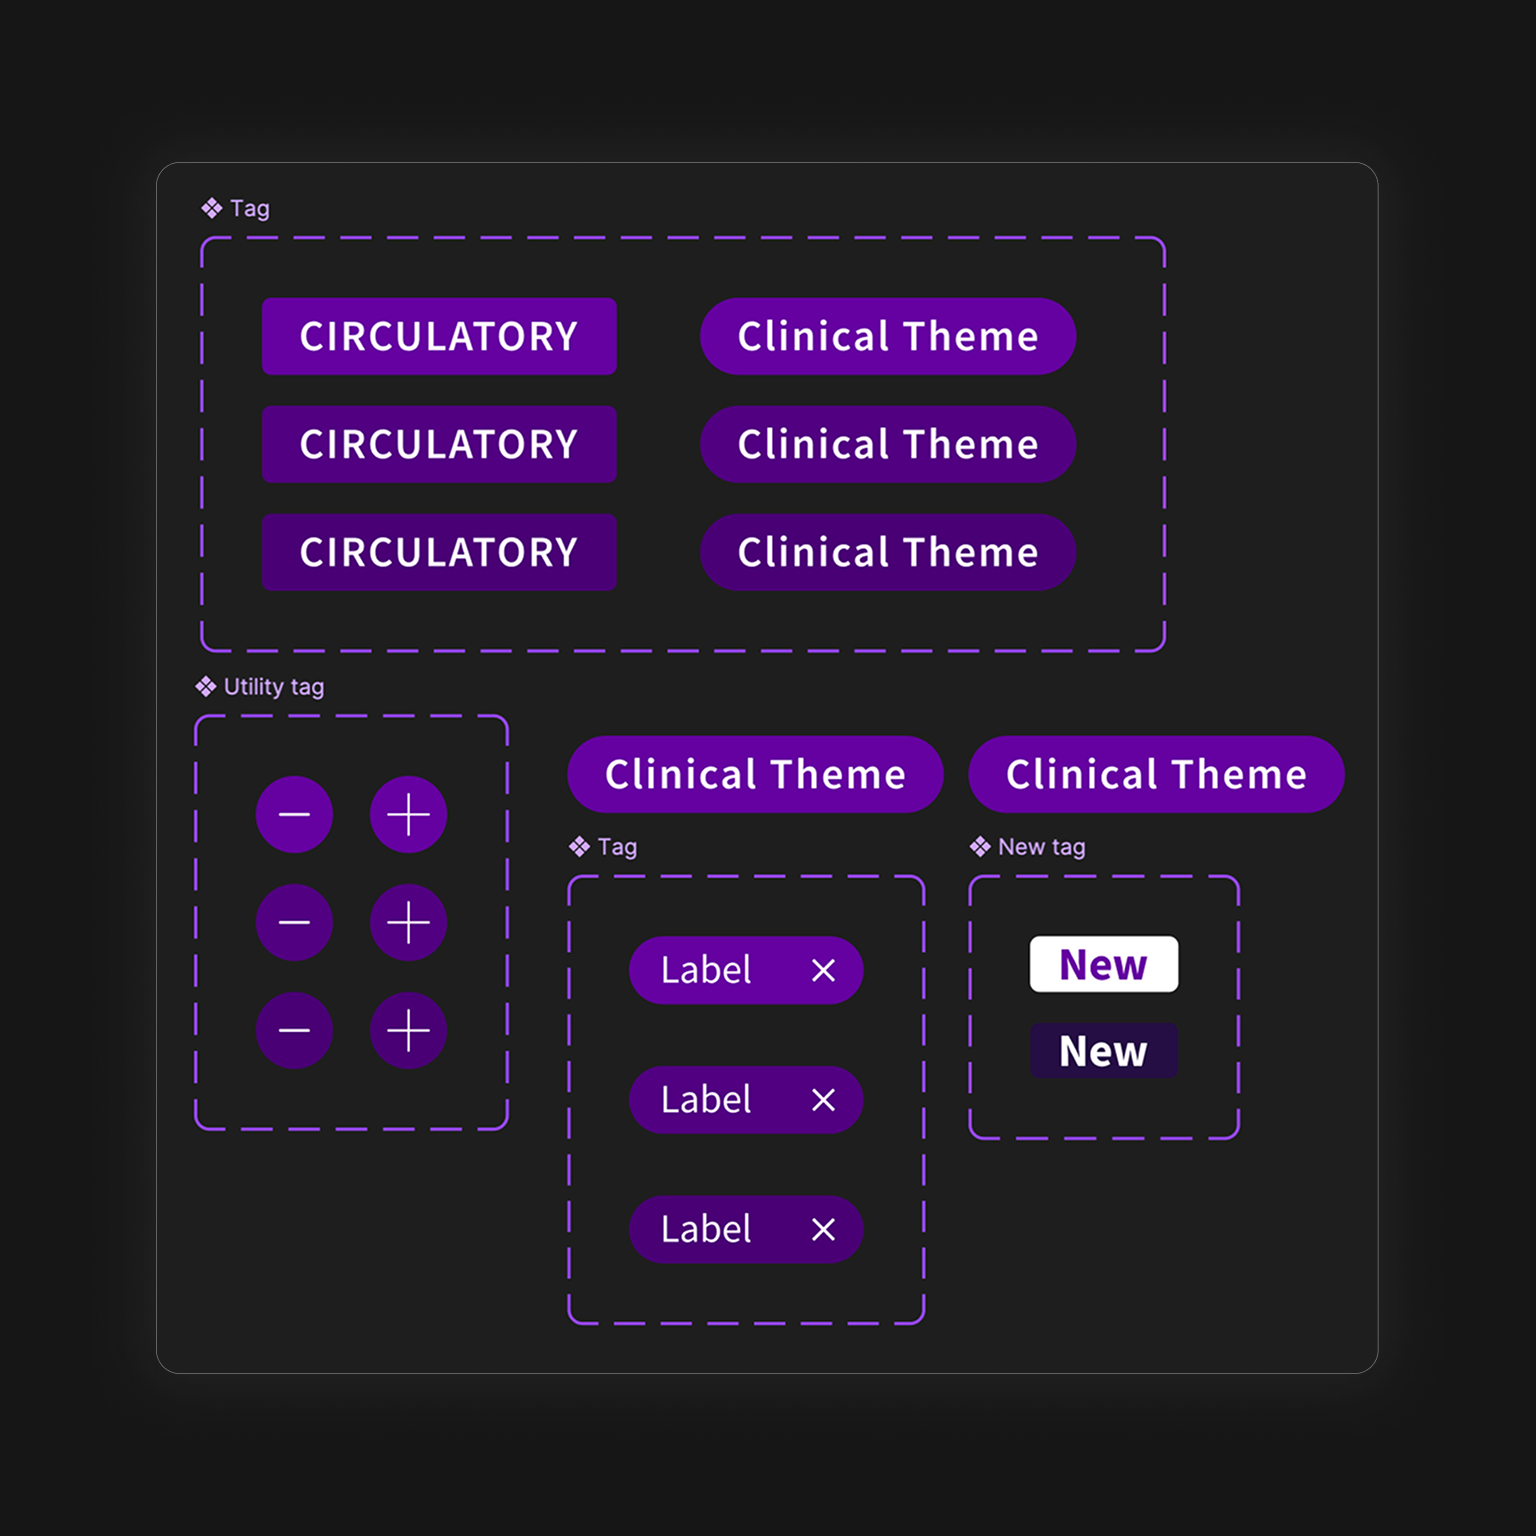 Tag
CIRCULATORY
Clinical Theme
CIRCULATORY
Clinical Theme
CIRCULATORY
Clinical Theme
Utility tag
Clinical Theme
Clinical Theme
Tag
New tag
Label
New
New
Label
Label